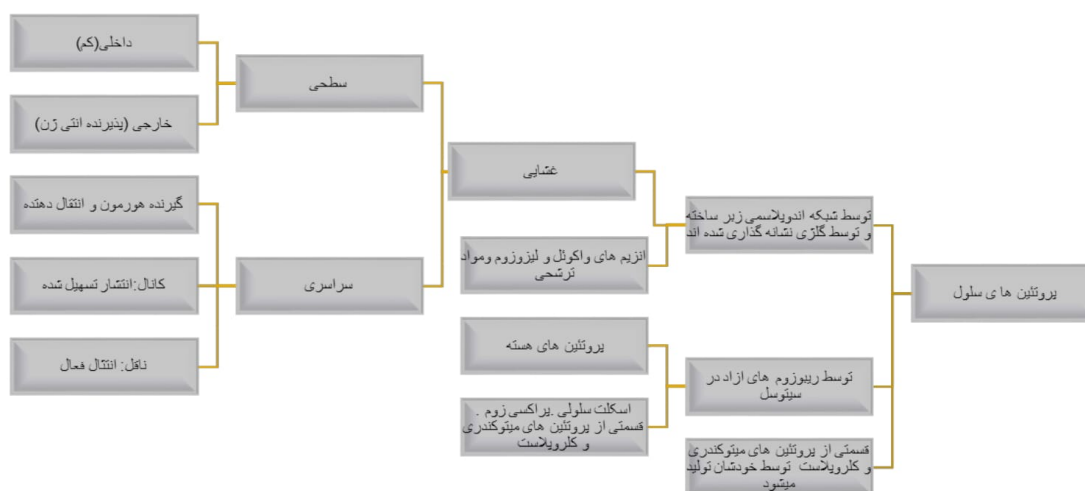 پروتئین ها ی سلول
توسط شبکه اندوپلاسمی زبر ساخته
و توسط گلژی نشانه گذاری شده اند
غشایی
سطحی
داخلی(کم)
خارجی (پذیرنده انتی ژن)
سراسری
گیرنده هورمون و انتقال دهنده
کانال:انتشار تسهیل شده
ناقل: انتقال فعال
انزیم های واکوئل و لیزوزوم ومواد
ترشحی
توسط ریبوزوم های ازاد در
سیتوسل
پروتئین های هسته
اسکلت سلولی .پراکسی زوم .
قسمتی از پروتئین های میتوکندری
و کلروپلاست
قسمتی از پروتئین های میتوکندری
و کلروپلاست توسط خودشان تولید
میشود